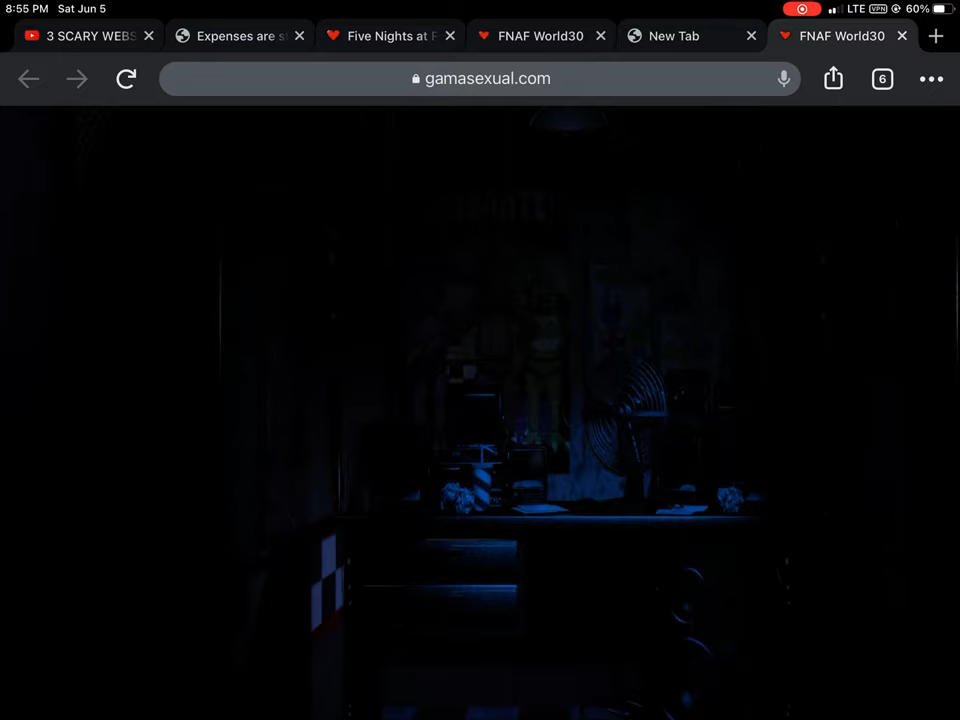 8:55 PM Sat Jun 5 LTE VPN 60%
3 SCARY WEBS Expenses are s Five Nights at F FNAF World30 New Tab FNAF World30
gamasexual.com 6